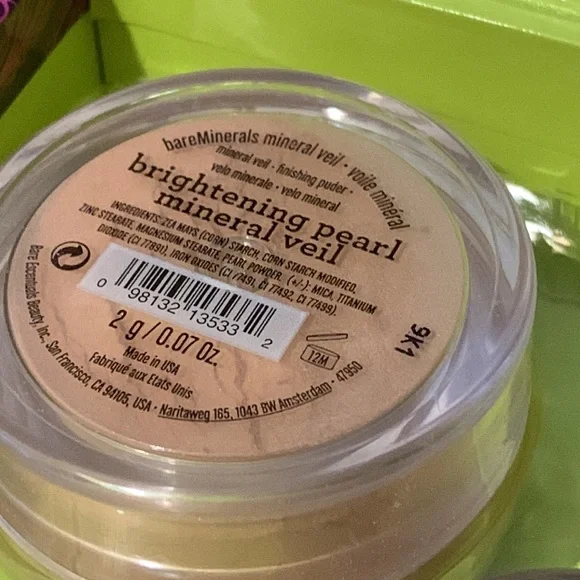 bareMinerals mineral veil • voile minéral
mineral veil • finishing puder •
velo minerale • velo mineral
brightening pearl
mineral veil
INGREDIENTS: ZEA MAYS (CORN) STARCH, CORN STARCH MODIFIED,
ZINC STEARATE, MAGNESIUM STEARATE, PEARL POWDER. (+/-): MICA, TITANIUM
DIOXIDE (CI 77891), IRON OXIDES (CI 77491, CI 77492, CI 77499).
0 98132 13533 2
2 g / 0.07 Oz.
Made in USA
Fabriqué aux Etats Unis
12M
9K1
Bare Escentuals Beauty, Inc., San Francisco, CA 94105, USA • Naritaweg 165, 1043 BW Amsterdam • 47950